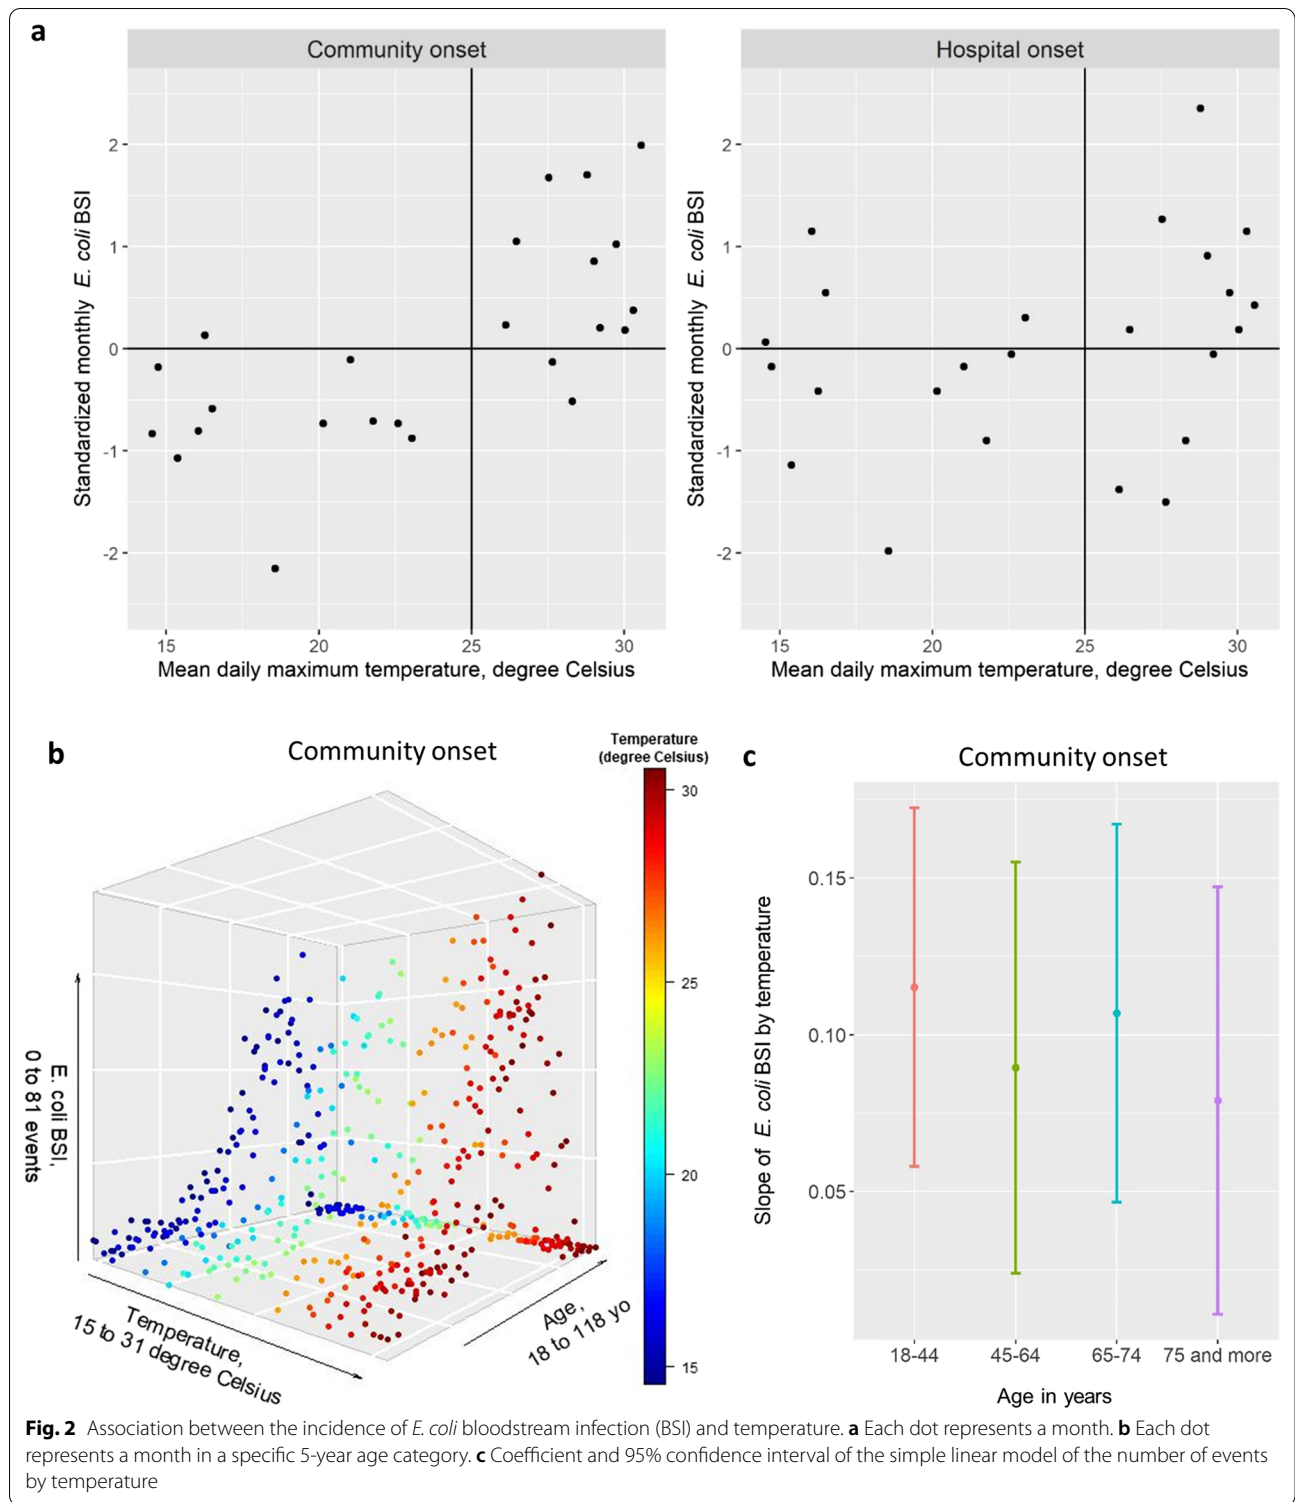 a
Community onset
Hospital onset
Standardized monthly E. coli BSI
2
1
0
-1
-2
15
20
25
30
Mean daily maximum temperature, degree Celsius
Standardized monthly E. coli BSI
2
1
0
-1
-2
15
20
25
30
Mean daily maximum temperature, degree Celsius
b
Community onset
Temperature
(degree Celsius)
30
25
20
15
E. coli BSI,
0 to 81 events
Temperature,
15 to 31 degree Celsius
Age,
18 to 118 yo
c
Community onset
Slope of E. coli BSI by temperature
0.15
0.10
0.05
18-44
45-64
65-74
75 and more
Age in years
Fig. 2 Association between the incidence of E. coli bloodstream infection (BSI) and temperature. a Each dot represents a month. b Each dot
represents a month in a specific 5-year age category. c Coefficient and 95% confidence interval of the simple linear model of the number of events
by temperature